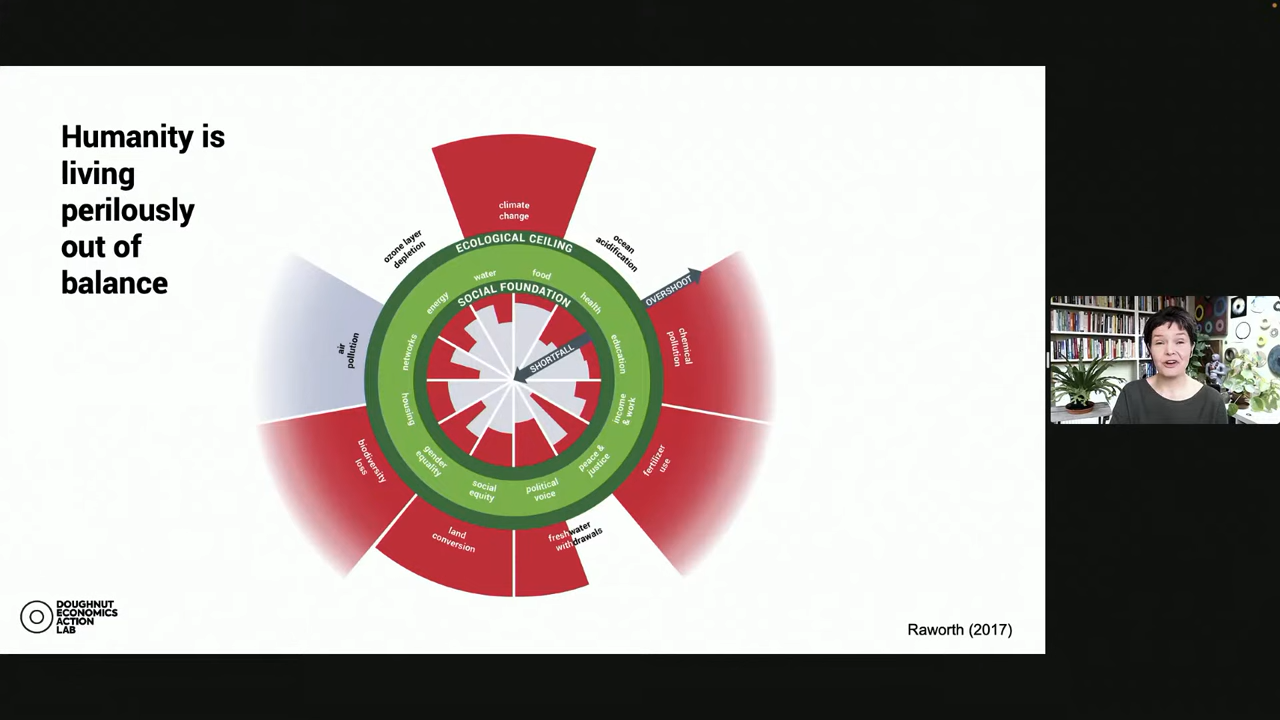 Humanity is
living
perilously
out of
balance
climate
change
ozone layer
depletion
ocean
acidification
ECOLOGICAL CEILING
water
food
energy
SOCIAL FOUNDATION
health
OVERSHOOT
air
pollution
networks
SHORTFALL
education
chemical
pollution
housing
income
& work
biodiversity
loss
gender
equality
social
equity
political
voice
peace &
justice
fertilizer
use
land
conversion
freshwater
withdrawals
DOUGHNUT
ECONOMICS
ACTION
LAB
Raworth (2017)